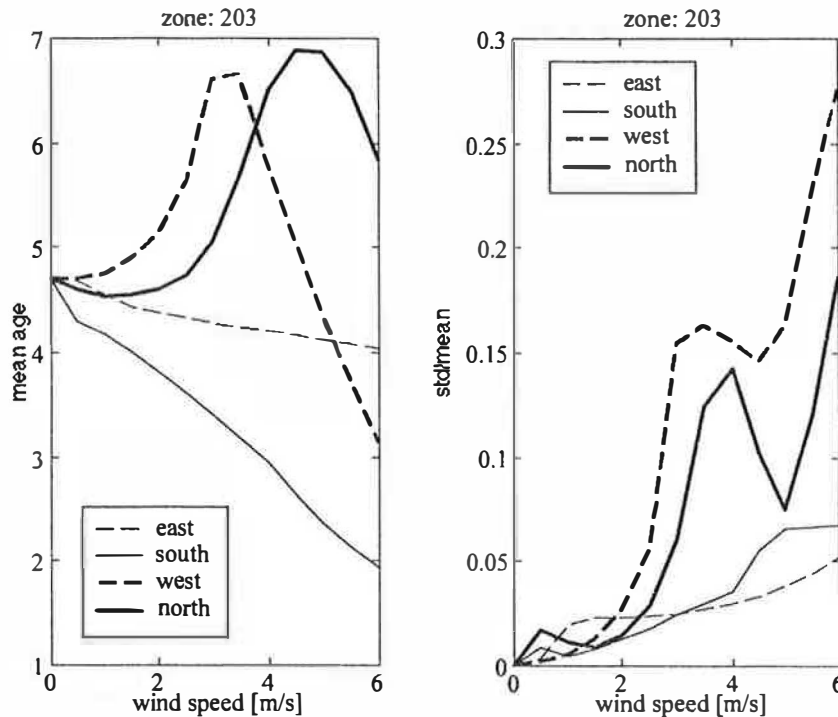 zone: 203
7
6
5
4
3
2
1
mean age
east
south
west
north
0
2
4
6
wind speed [m/s]
zone: 203
0.3
0.25
0.2
0.15
0.1
0.05
0
std/mean
east
south
west
north
0
2
4
6
wind speed [m/s]